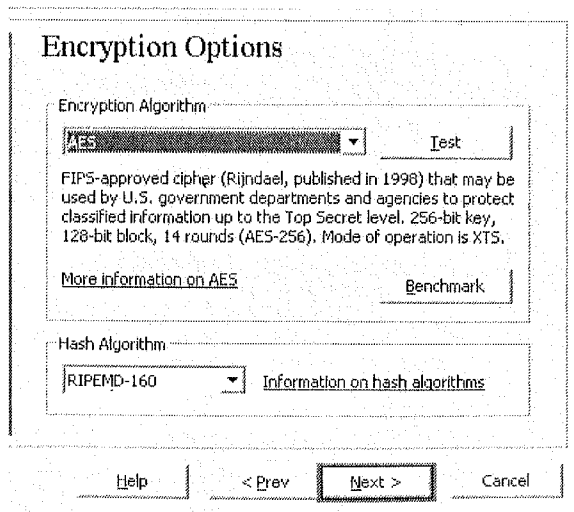 Encryption Options
Encryption Algorithm
AES
Test
FIPS-approved cipher (Rijndael, published in 1998) that may be
used by U.S. government departments and agencies to protect
classified information up to the Top Secret level. 256-bit key,
128-bit block, 14 rounds (AES-256). Mode of operation is XTS.
More information on AES
Benchmark
Hash Algorithm
RIPEMD-160
Information on hash algorithms
Help
< Prev
Next >
Cancel